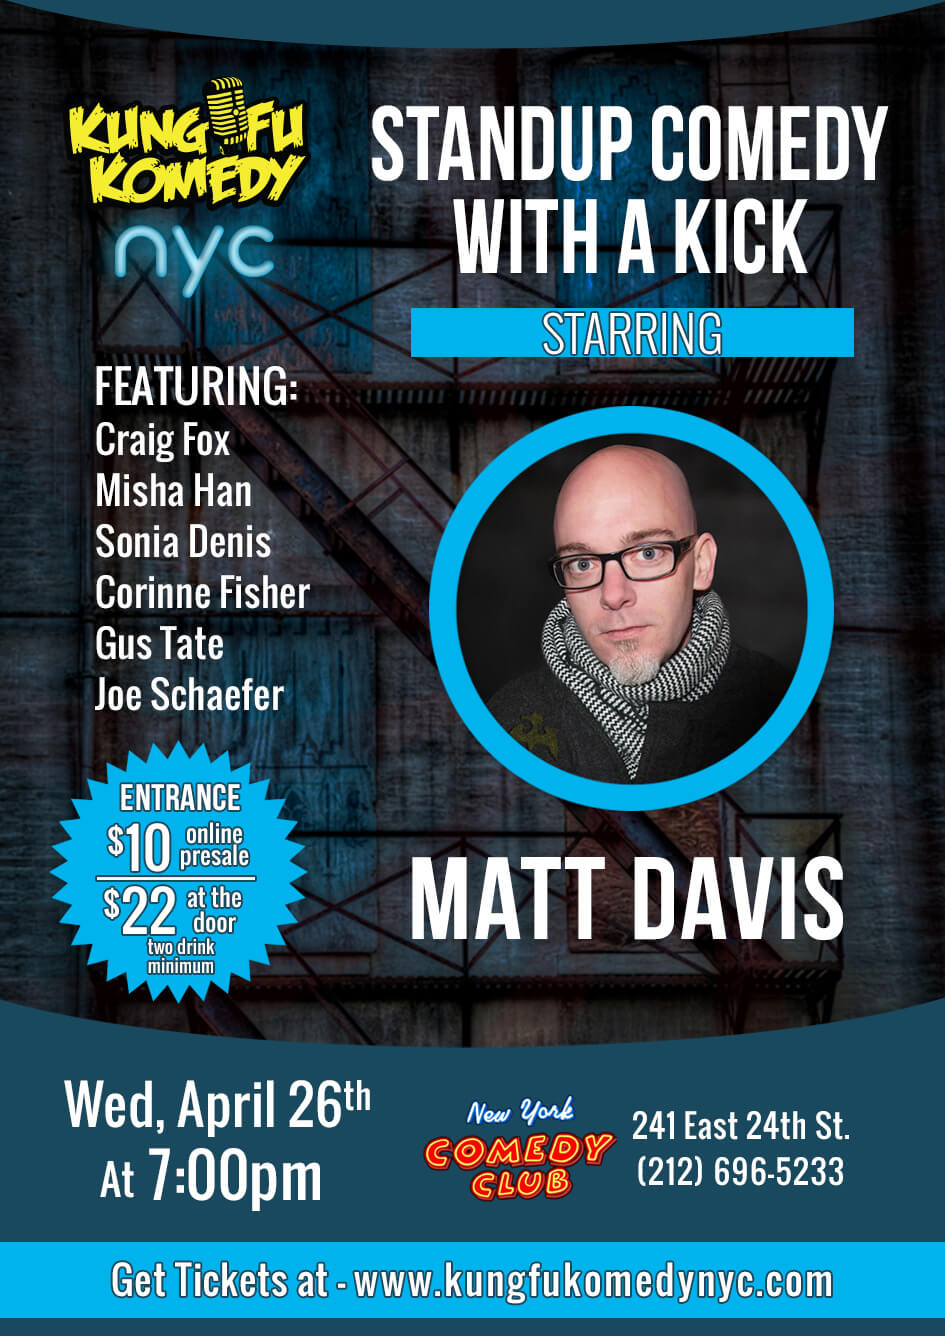 KUNG FU
KOMEDY
nyc
STANDUP COMEDY
WITH A KICK
STARRING
FEATURING:
Craig Fox
Misha Han
Sonia Denis
Corinne Fisher
Gus Tate
Joe Schaefer
ENTRANCE
$10 online presale
$22 at the door
two drink
minimum
MATT DAVIS
Wed, April 26th
At 7:00pm
New York
COMEDY
CLUB
241 East 24th St.
(212) 696-5233
Get Tickets at - www.kungfukomedynyc.com